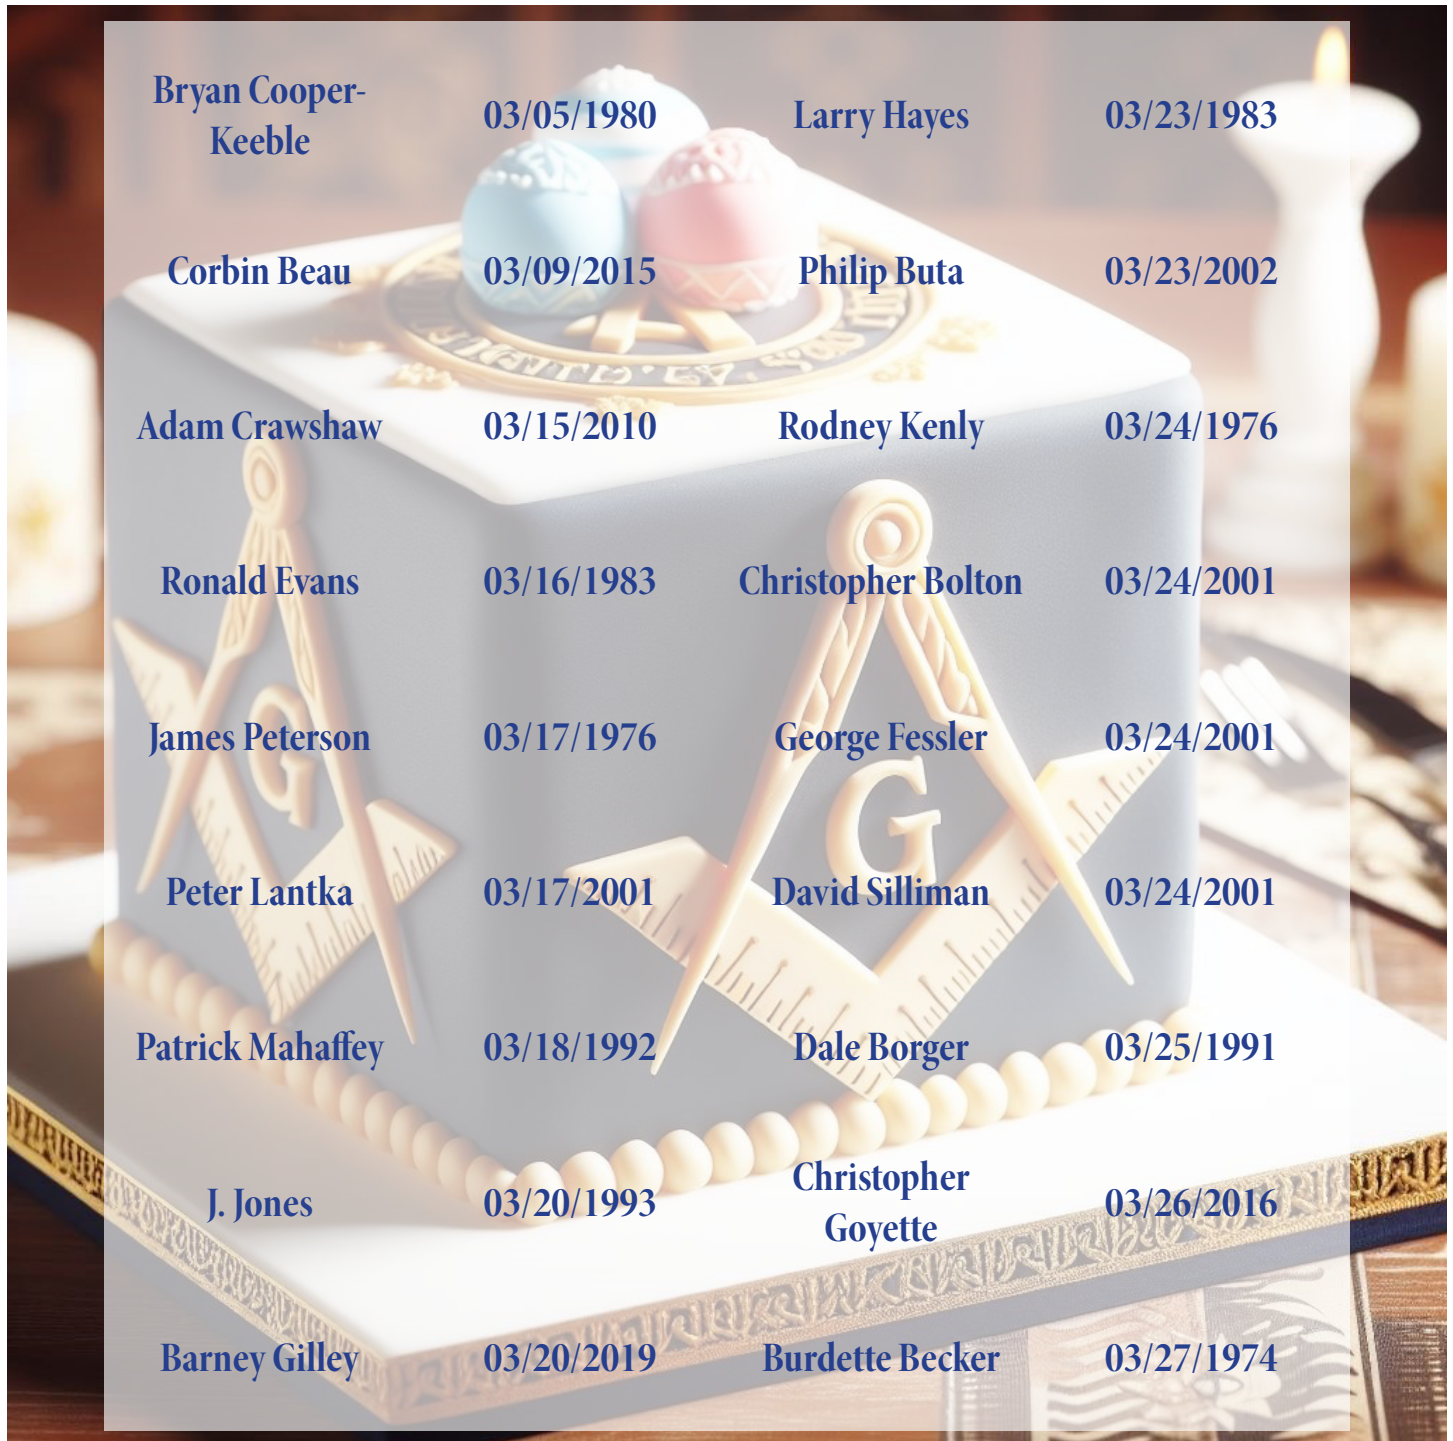 Bryan Cooper-
Keeble
03/05/1980
Larry Hayes
03/23/1983
Corbin Beau
03/09/2015
Philip Buta
03/23/2002
Adam Crawshaw
03/15/2010
Rodney Kenly
03/24/1976
Ronald Evans
03/16/1983
Christopher Bolton
03/24/2001
James Peterson
03/17/1976
George Fessler
03/24/2001
Peter Lantka
03/17/2001
David Silliman
03/24/2001
Patrick Mahaffey
03/18/1992
Dale Borger
03/25/1991
J. Jones
03/20/1993
Christopher
Goyette
03/26/2016
Barney Gilley
03/20/2019
Burdette Becker
03/27/1974
G
G